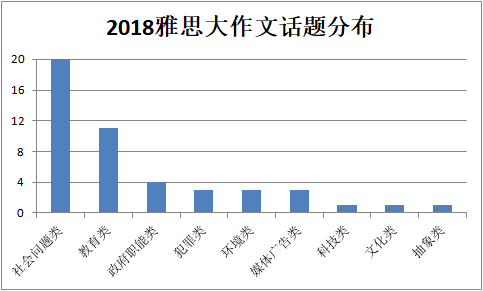 2018雅思大作文话题分布
20
16
12
8
4
0
社会问题类
教育类
政府职能类
犯罪类
环境类
媒体广告类
科技类
文化类
抽象类